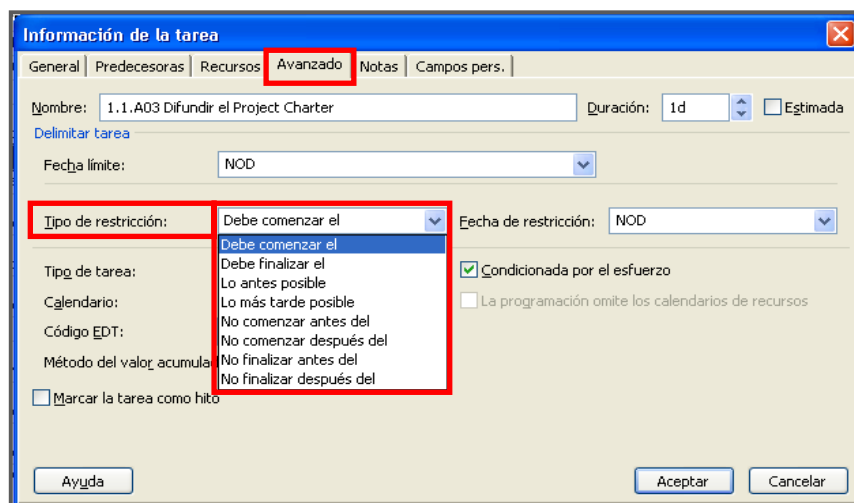 Información de la tarea
General Predecesoras Recursos Avanzado Notas Campos pers.
Nombre: 1.1.A03 Difundir el Project Charter Duración: 1d Estimada
Delimitar tarea
Fecha límite: NOD
Tipo de restricción: Debe comenzar el Fecha de restricción: NOD
Debe comenzar el
Debe finalizar el
Tipo de tarea: Lo antes posible Condicionada por el esfuerzo
Calendario: Lo más tarde posible La programación omite los calendarios de recursos
No comenzar antes del
Código EDT: No comenzar después del
Método del valor acumulad No finalizar antes del
No finalizar después del
Marcar la tarea como hito
Ayuda Aceptar Cancelar